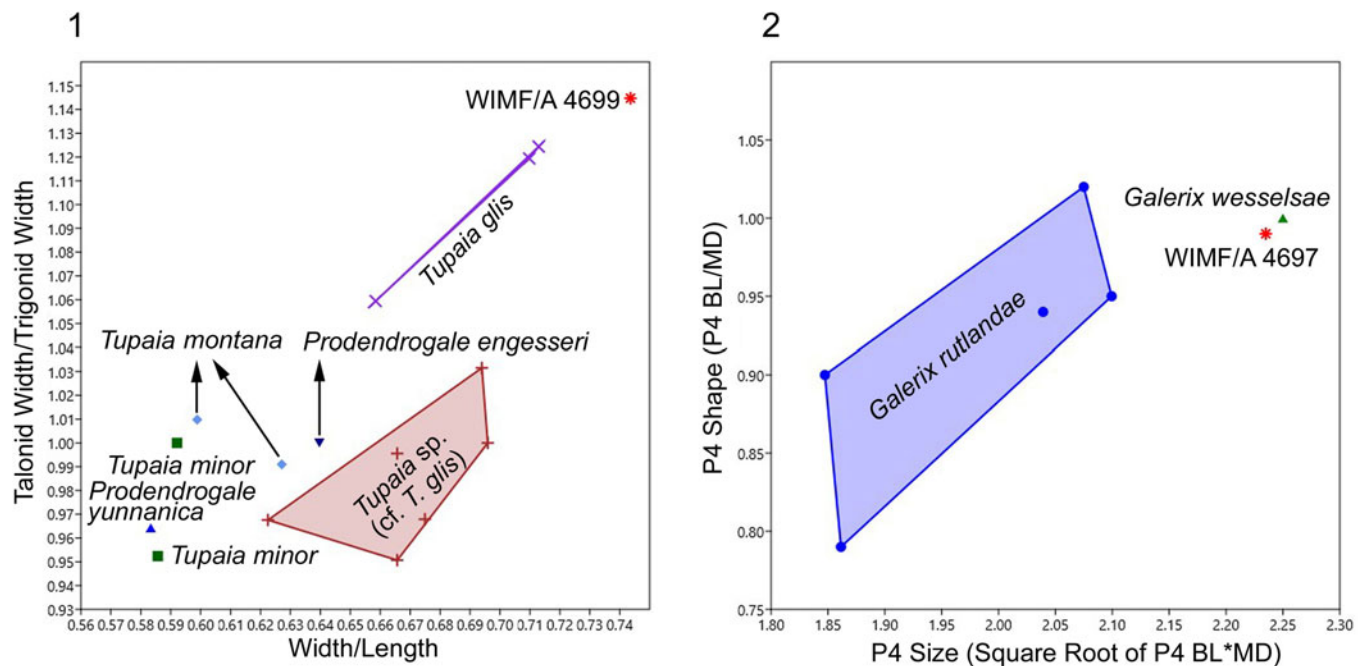 1
Talonid Width/Trigonid Width
1.15
1.14
1.13
1.12
1.11
1.10
1.09
1.08
1.07
1.06
1.05
1.04
1.03
1.02
1.01
1.00
0.99
0.98
0.97
0.96
0.95
0.94
0.93
WIMF/A 4699
Tupaia glis
Tupaia montana
Prodendrogale engesseri
Tupaia minor
Prodendrogale
yunnanica
Tupaia minor
Tupaia sp.
(cf. T. glis)
0.56 0.57 0.58 0.59 0.60 0.61 0.62 0.63 0.64 0.65 0.66 0.67 0.68 0.69 0.70 0.71 0.72 0.73 0.74
Width/Length
2
P4 Shape (P4 BL/MD)
1.05
1.00
0.95
0.90
0.85
0.80
0.75
Galerix wesselsae
WIMF/A 4697
Galerix rutlandae
1.80 1.85 1.90 1.95 2.00 2.05 2.10 2.15 2.20 2.25 2.30
P4 Size (Square Root of P4 BL*MD)